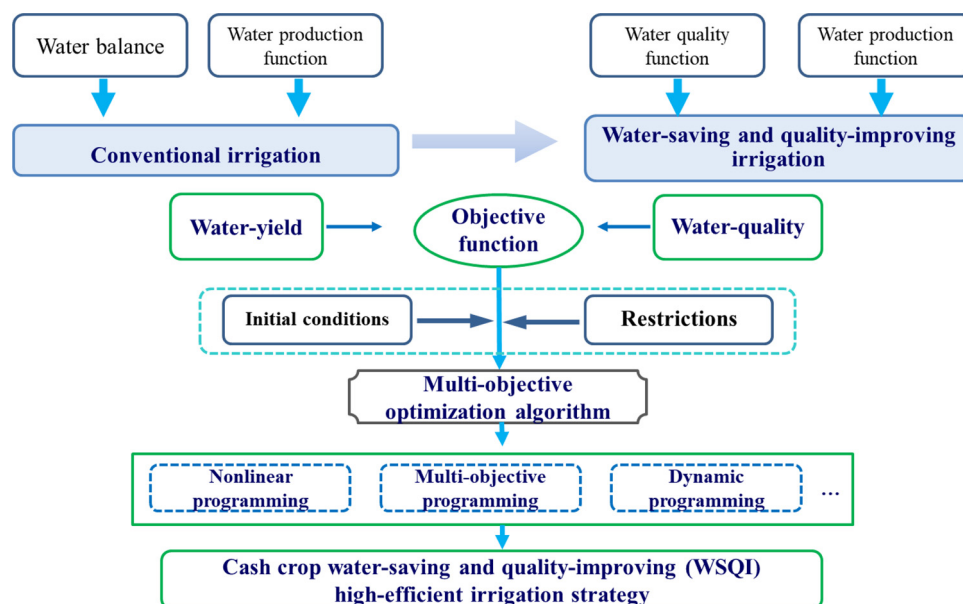 Water balance
Water production
function
Water quality
function
Water production
function
Conventional irrigation
Water-saving and quality-improving
irrigation
Water-yield
Objective
function
Water-quality
Initial conditions
Restrictions
Multi-objective
optimization algorithm
Nonlinear
programming
Multi-objective
programming
Dynamic
programming
...
Cash crop water-saving and quality-improving (WSQI)
high-efficient irrigation strategy